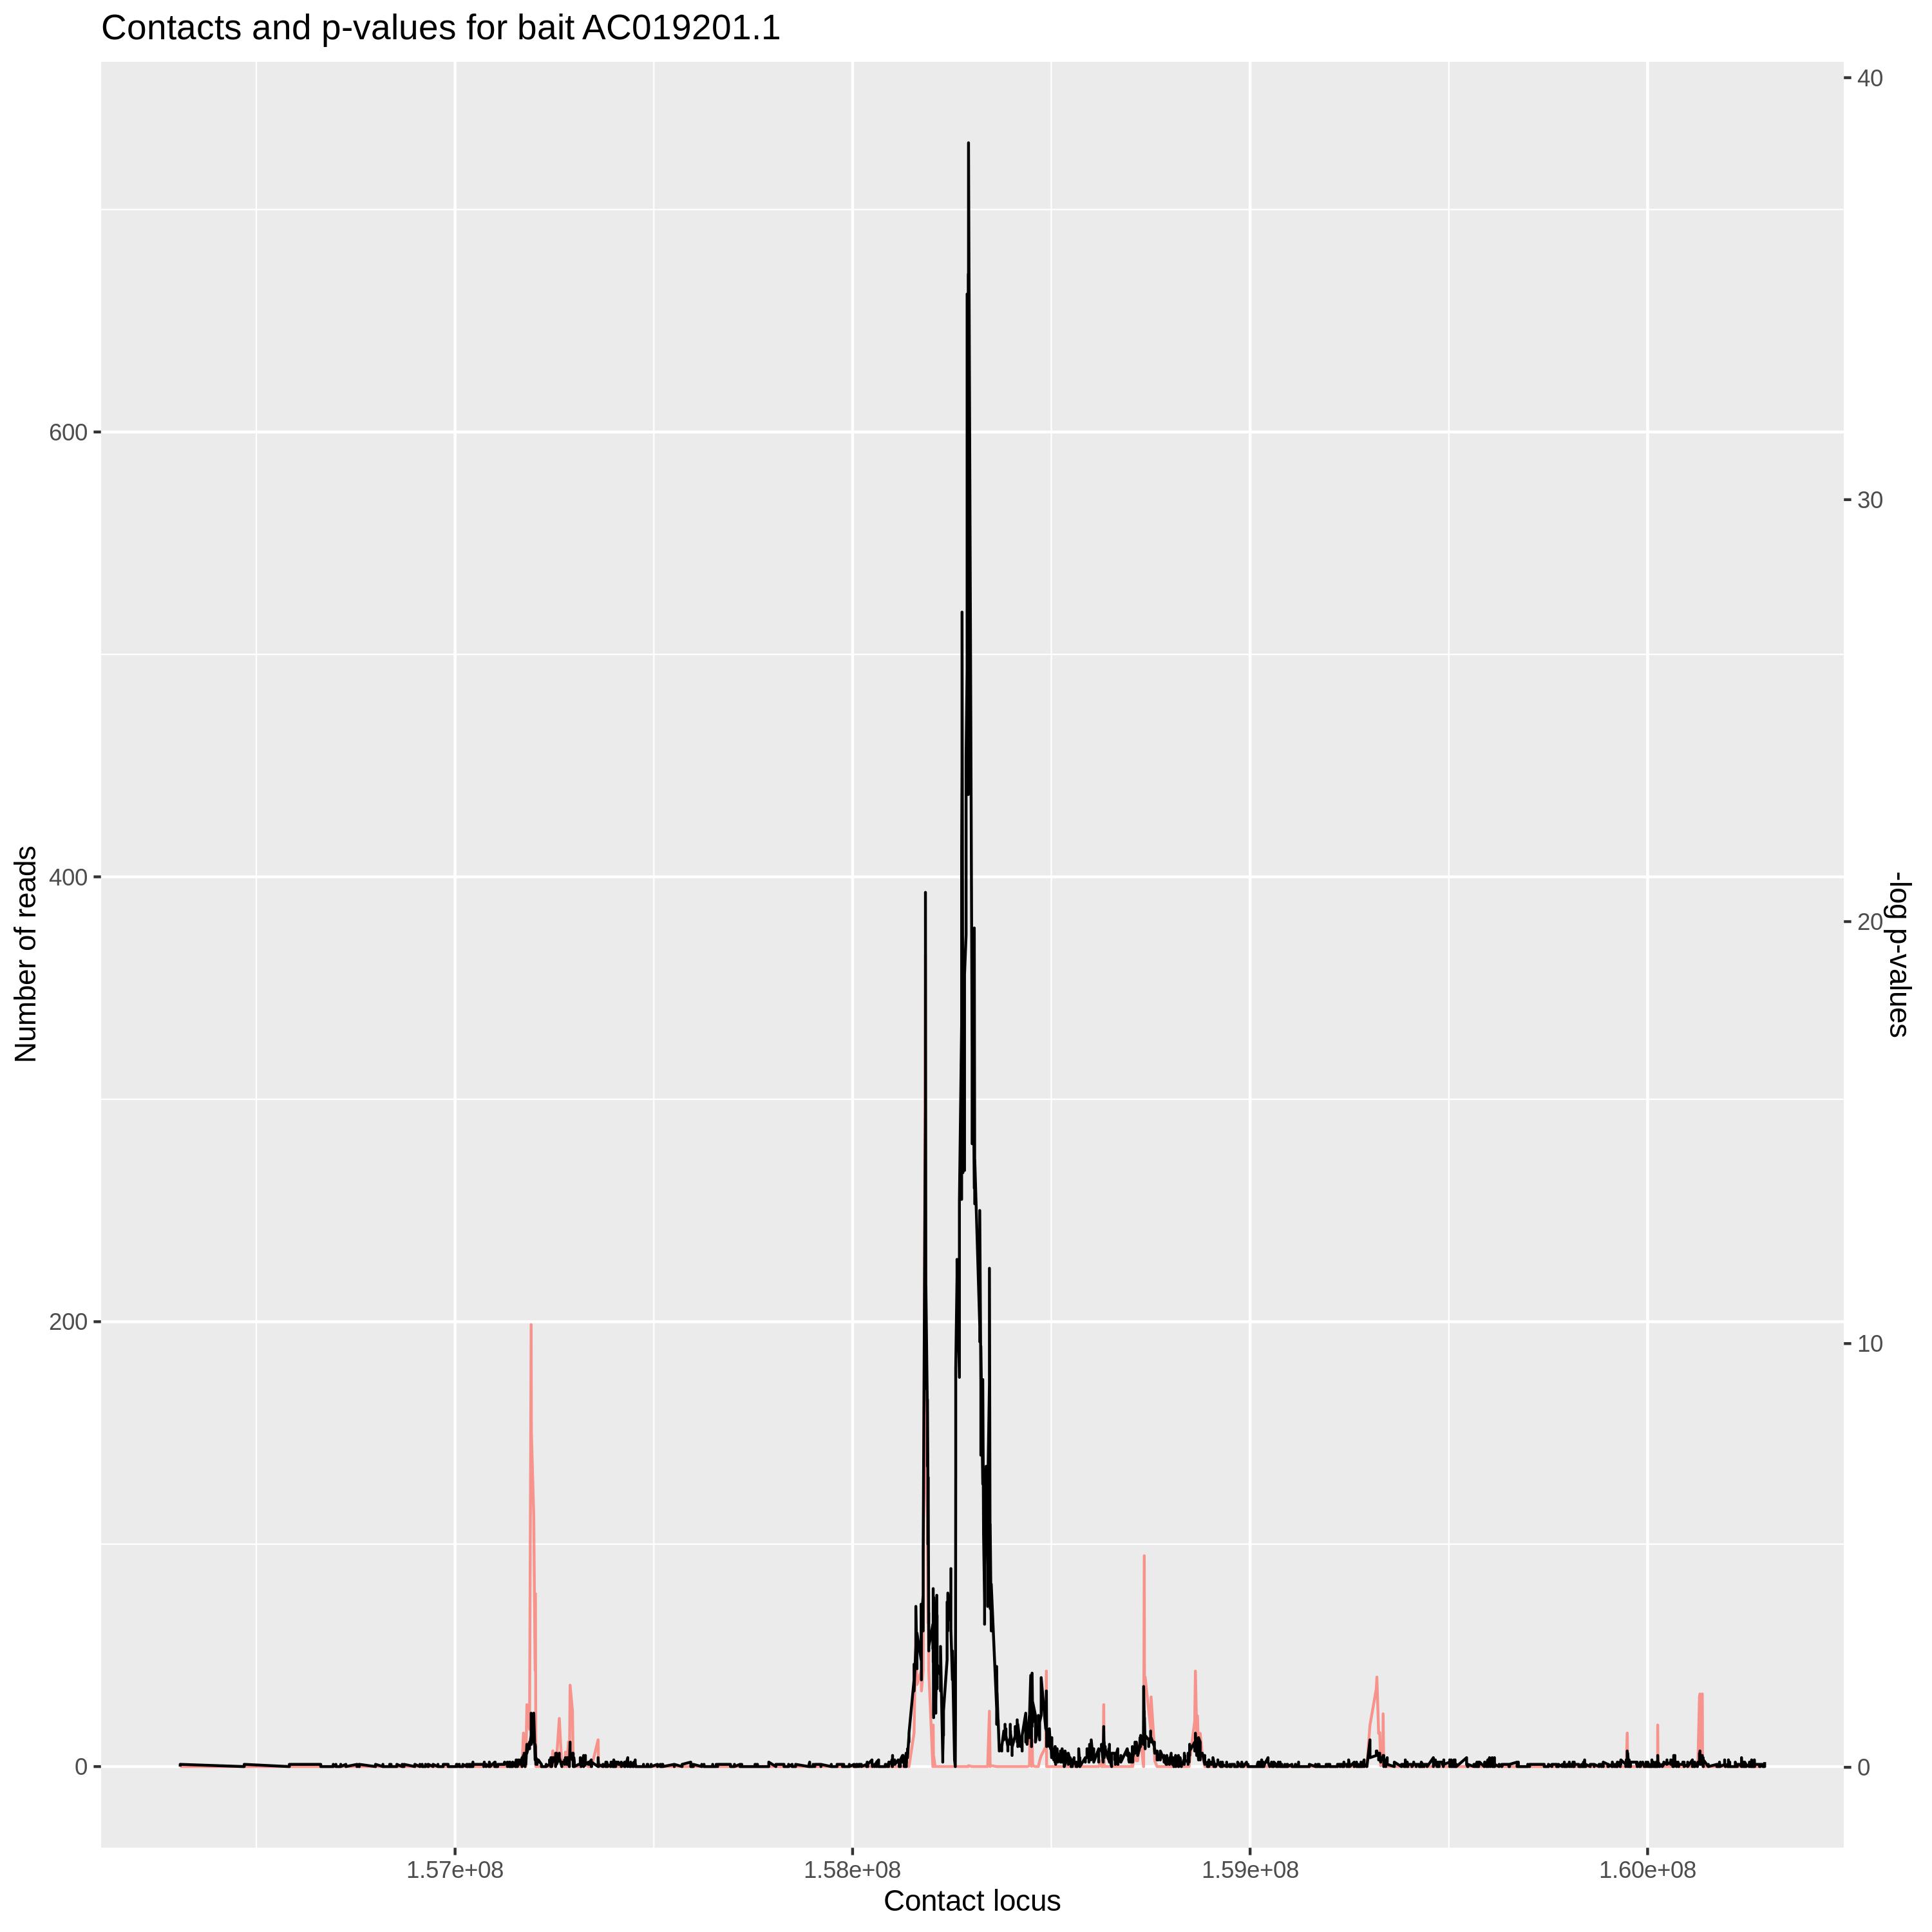 Contacts and p-values for bait AC019201.1
40
30
20
10
0
600
400
200
0
Number of reads
-log p-values
1.57e+08 1.58e+08 1.59e+08 1.60e+08
Contact locus